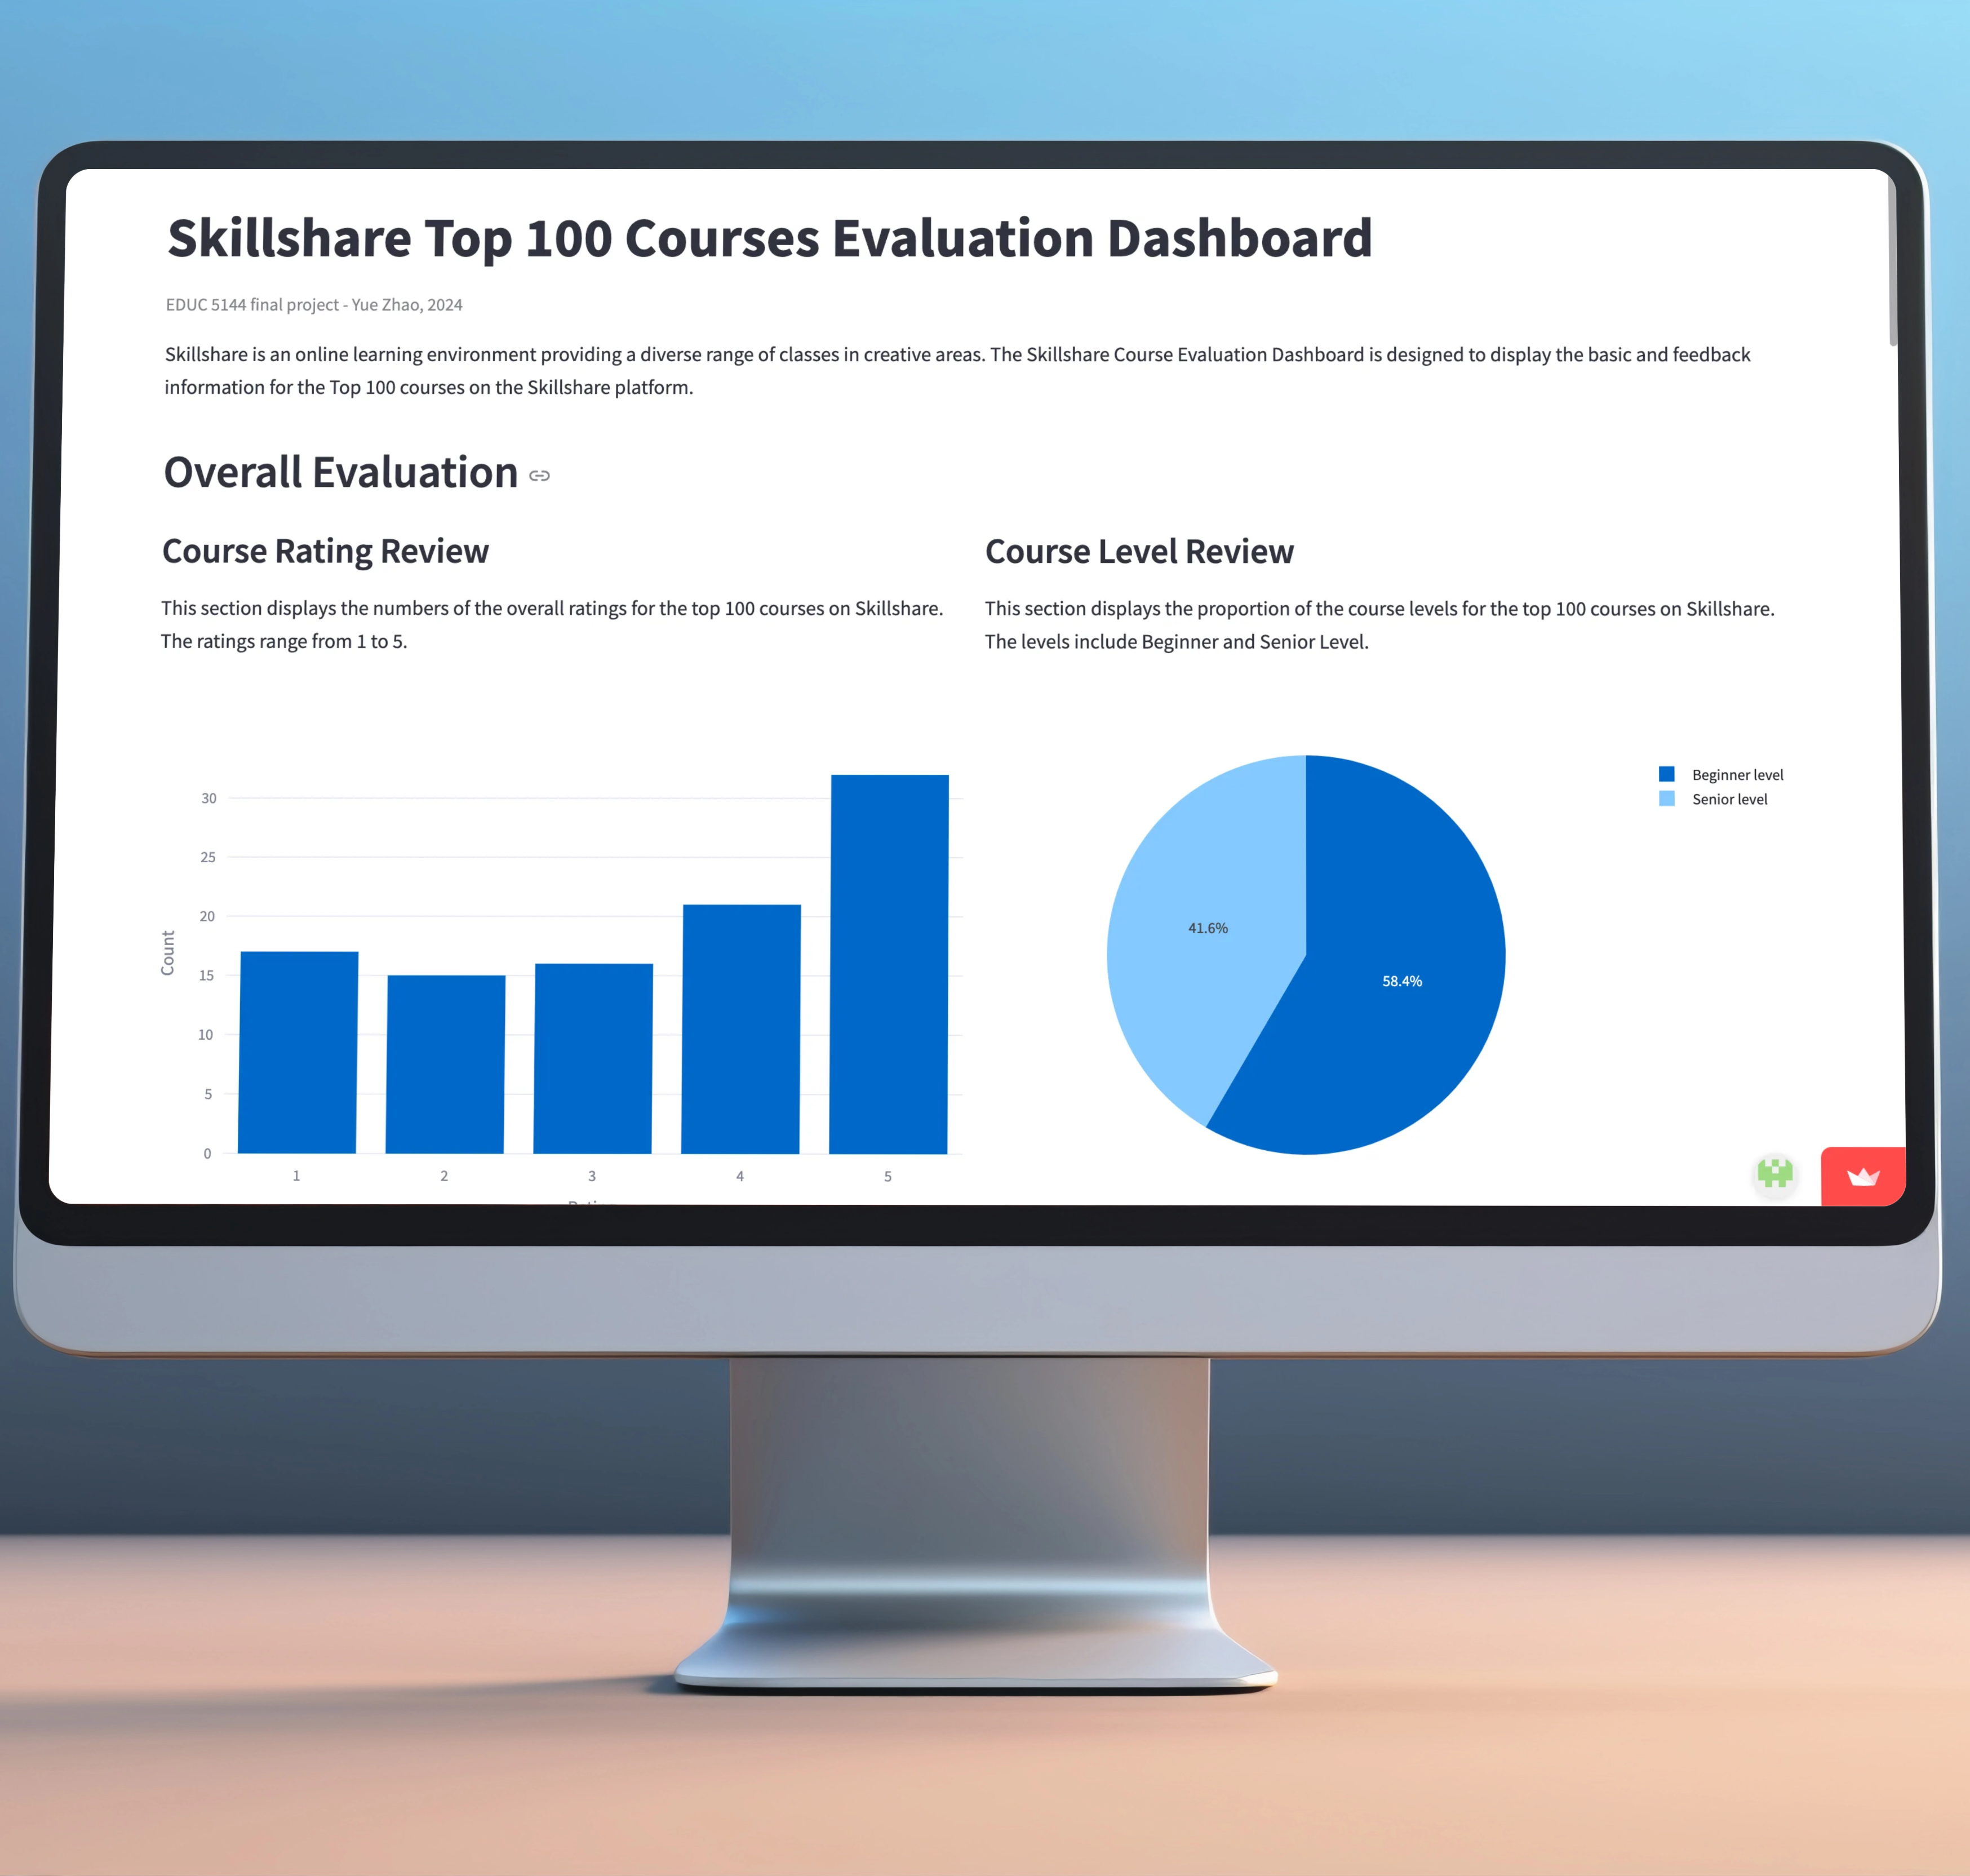 Skillshare Top 100 Courses Evaluation Dashboard
EDUC 5144 final project - Yue Zhao, 2024
Skillshare is an online learning environment providing a diverse range of classes in creative areas. The Skillshare Course Evaluation Dashboard is designed to display the basic and feedback
information for the Top 100 courses on the Skillshare platform.
Overall Evaluation
Course Rating Review
This section displays the numbers of the overall ratings for the top 100 courses on Skillshare.
The ratings range from 1 to 5.
30
25
20
15
10
5
0
Count
1
2
3
4
5
Course Level Review
This section displays the proportion of the course levels for the top 100 courses on Skillshare.
The levels include Beginner and Senior Level.
41.6%
58.4%
Beginner level
Senior level